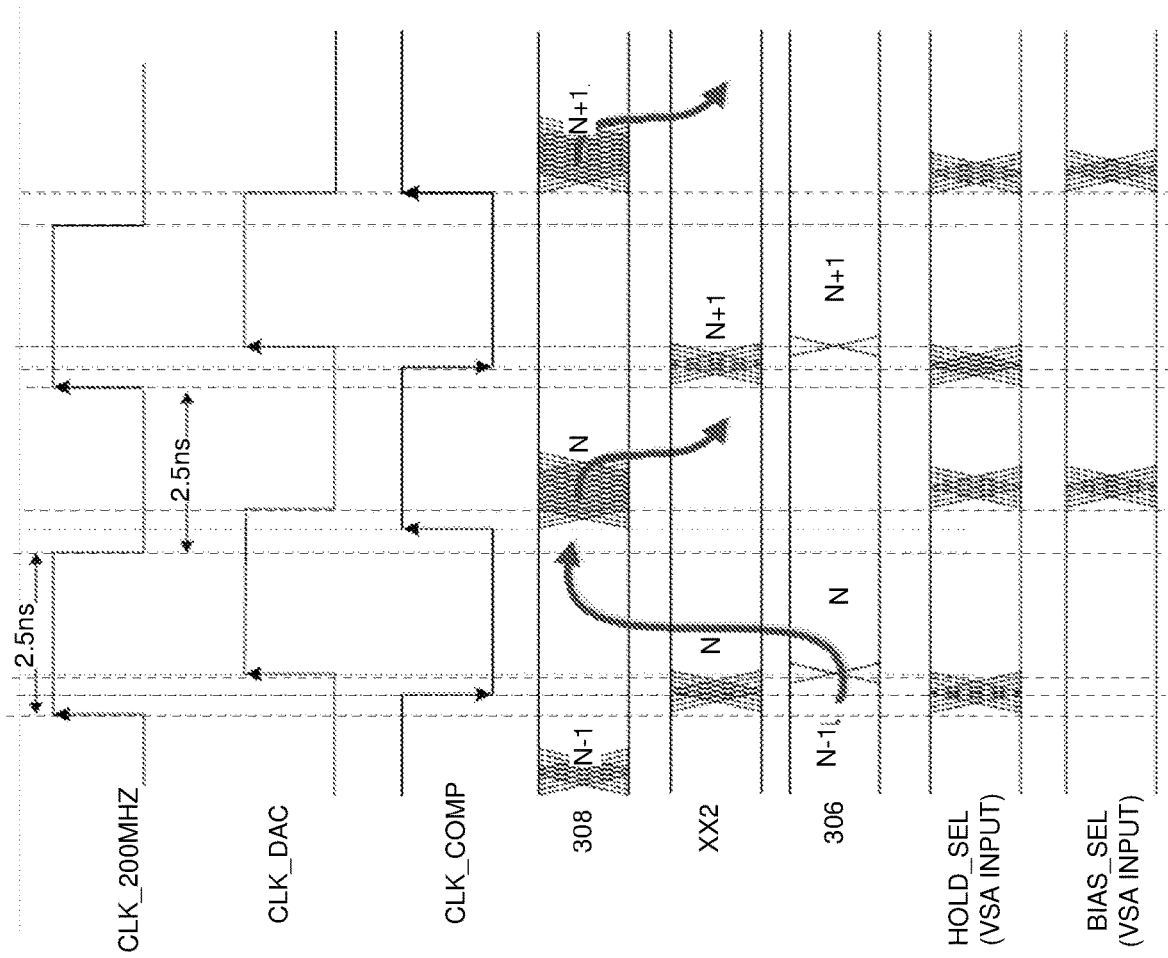 2.5ns
2.5ns
CLK_200MHZ
CLK_DAC
CLK_COMP
308
N-1
N
N+1
XX2
N
N+1
306
N-1
N
N+1
HOLD_SEL
(VSA INPUT)
BIAS_SEL
(VSA INPUT)